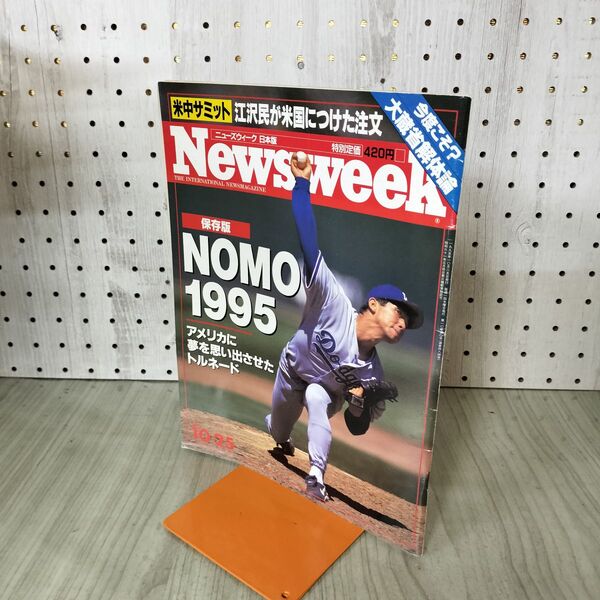 米中サミット 江沢民が米国につけた注文
今度こそ?
大蔵省解体論
ニューズウィーク 日本版
特別定価 420円
Newsweek
THE INTERNATIONAL NEWSMAGAZINE
保存版
NOMO
1995
アメリカに
夢を思い出させた
トルネード
Dodgers
10・25